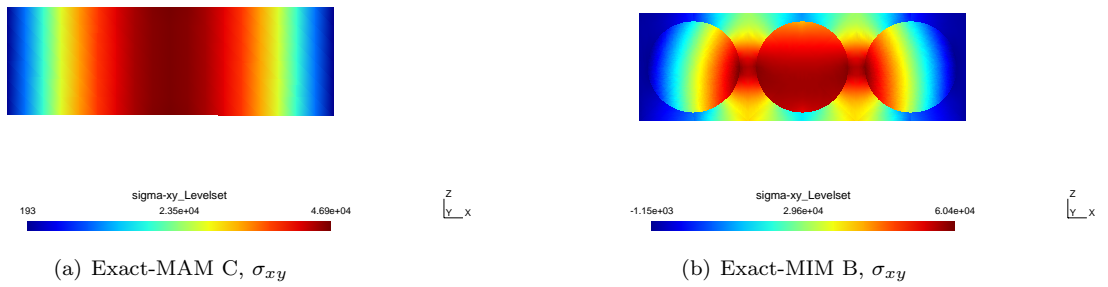 sigma-xy_Levelset
193 2.35e+04 4.69e+04
Z
Y X
(a) Exact-MAM C, σxy
sigma-xy_Levelset
-1.15e+03 2.96e+04 6.04e+04
Z
Y X
(b) Exact-MIM B, σxy